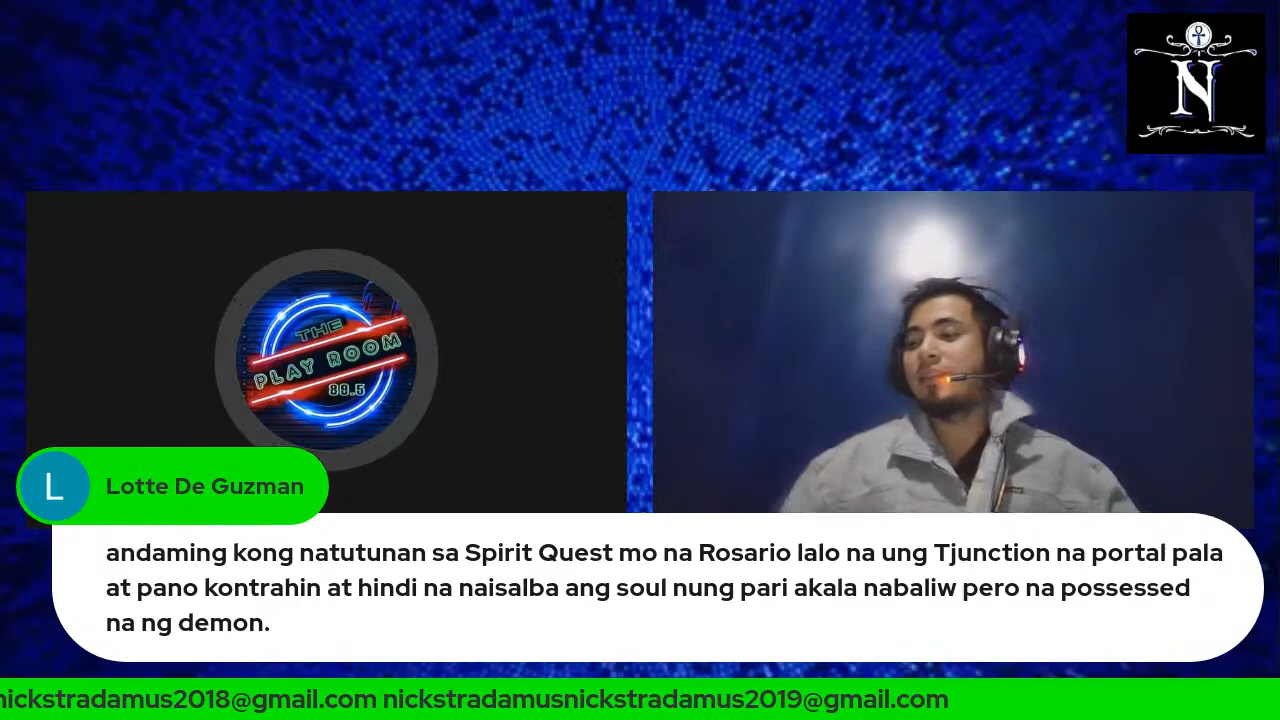 N
THE
PLAY ROOM
89.5
L
Lotte De Guzman
andaming kong natutunan sa Spirit Quest mo na Rosario lalo na ung Tjunction na portal pala
at pano kontrahin at hindi na naisalba ang soul nung pari akala nabaliw pero na possessed
na ng demon.
nickstradamus2018@gmail.com nickstradamusnickstradamus2019@gmail.com